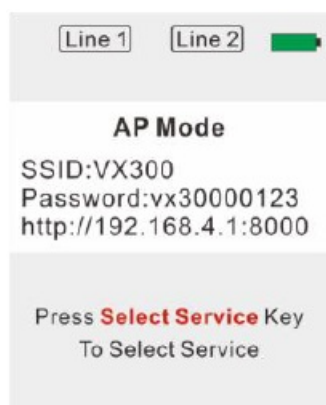 Line 1 Line 2
AP Mode
SSID:VX300
Password:vx30000123
http://192.168.4.1:8000
Press Select Service Key
To Select Service